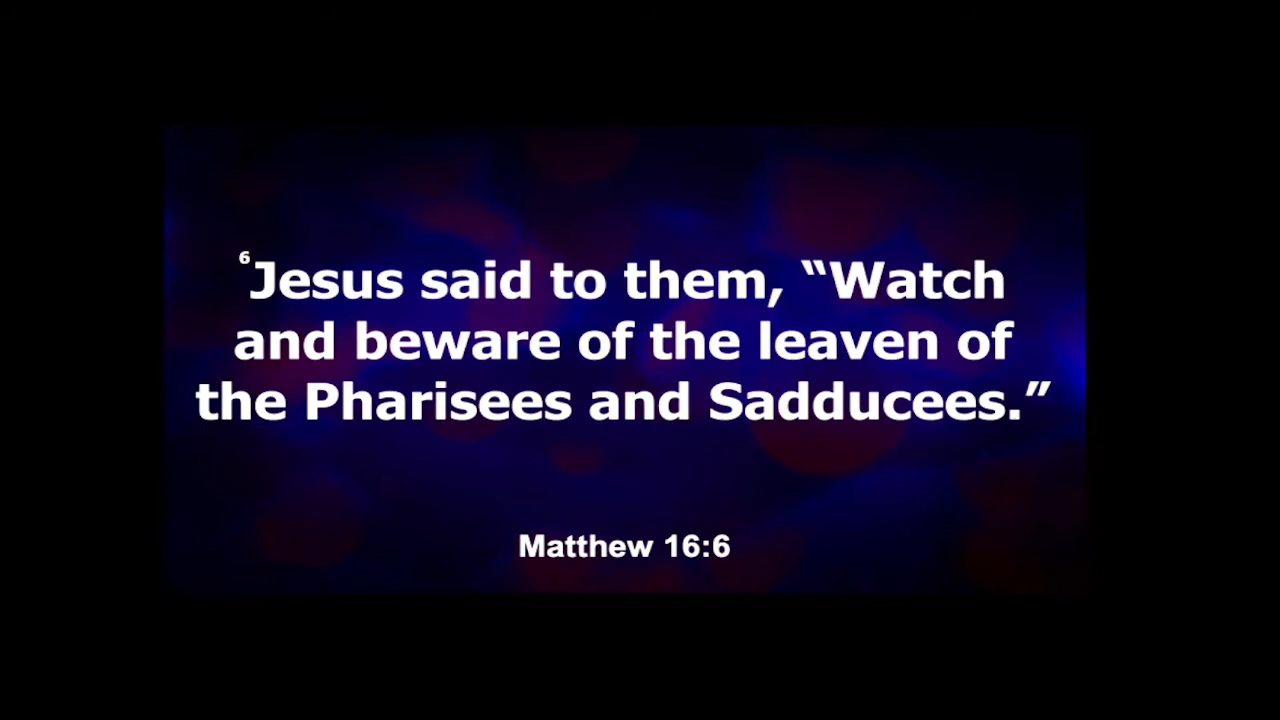 ⁶Jesus said to them, “Watch
and beware of the leaven of
the Pharisees and Sadducees.”
Matthew 16:6